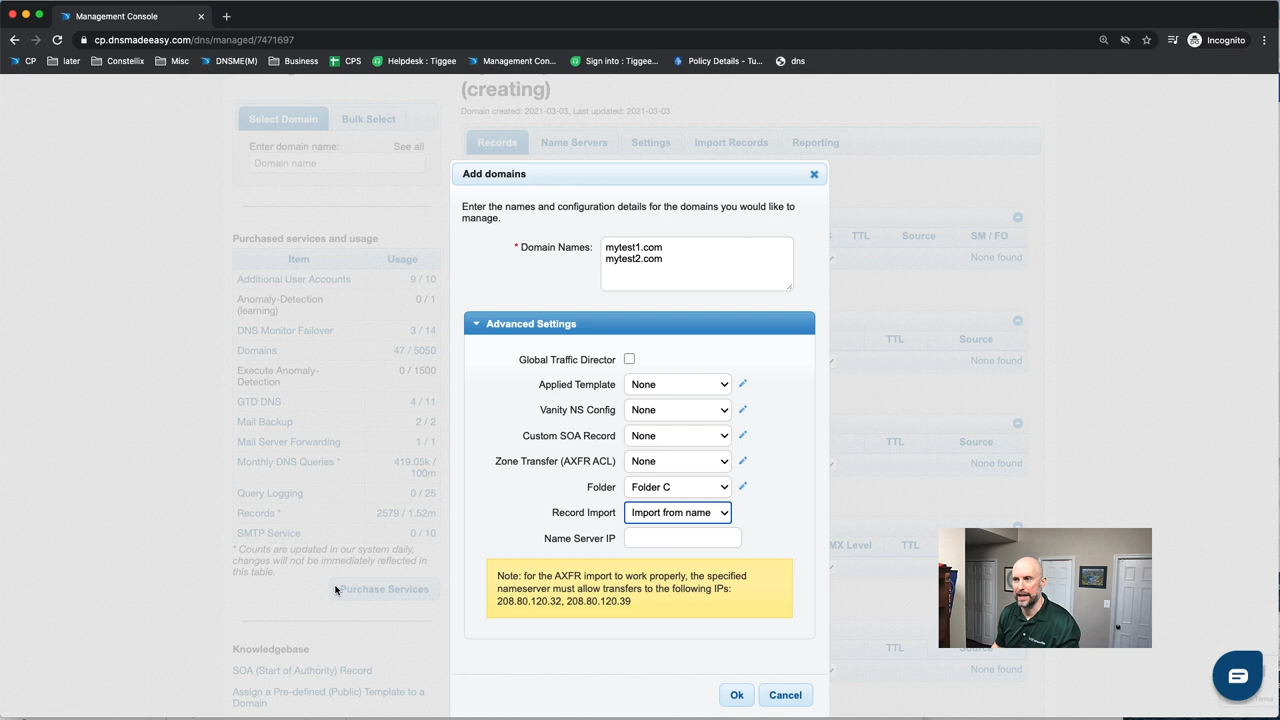 Management Console
cp.dnsmadeeasy.com/dns/managed/7471697
Incognito
CP
later
Constellix
Misc
DNSME(M)
Business
CPS
Helpdesk : Tiggee
Management Con...
Sign into : Tiggee...
Policy Details - Tu...
dns
(creating)
Domain created: 2021-03-03, Last updated: 2021-03-03
Select Domain
Bulk Select
Enter domain name:
See all
Domain name
Records
Name Servers
Settings
Import Records
Reporting
Purchased services and usage
Item Usage
Additional User Accounts 9 / 10
Anomaly-Detection (learning) 0 / 1
DNS Monitor Failover 3 / 14
Domains 47 / 5050
Execute Anomaly-Detection 0 / 1500
GTD DNS 4 / 11
Mail Backup 2 / 2
Mail Server Forwarding 1 / 1
Monthly DNS Queries * 419.05k / 100m
Query Logging 0 / 25
Records * 2579 / 1.52m
SMTP Service 0 / 10
* Counts are updated in our system daily,
changes will not be immediately reflected in
this table.
Purchase Services
Knowledgebase
SOA (Start of Authority) Record
Assign a Pre-defined (Public) Template to a
Domain
Add domains
Enter the names and configuration details for the domains you would like to
manage.
* Domain Names:
mytest1.com
mytest2.com
Advanced Settings
Global Traffic Director
Applied Template None
Vanity NS Config None
Custom SOA Record None
Zone Transfer (AXFR ACL) None
Folder Folder C
Record Import Import from name
Name Server IP
Note: for the AXFR import to work properly, the specified
nameserver must allow transfers to the following IPs:
208.80.120.32, 208.80.120.39
Ok
Cancel
TTL Source SM / FO
None found
TTL Source
None found
TTL Source
None found
MX Level TTL
TTL Source
None found